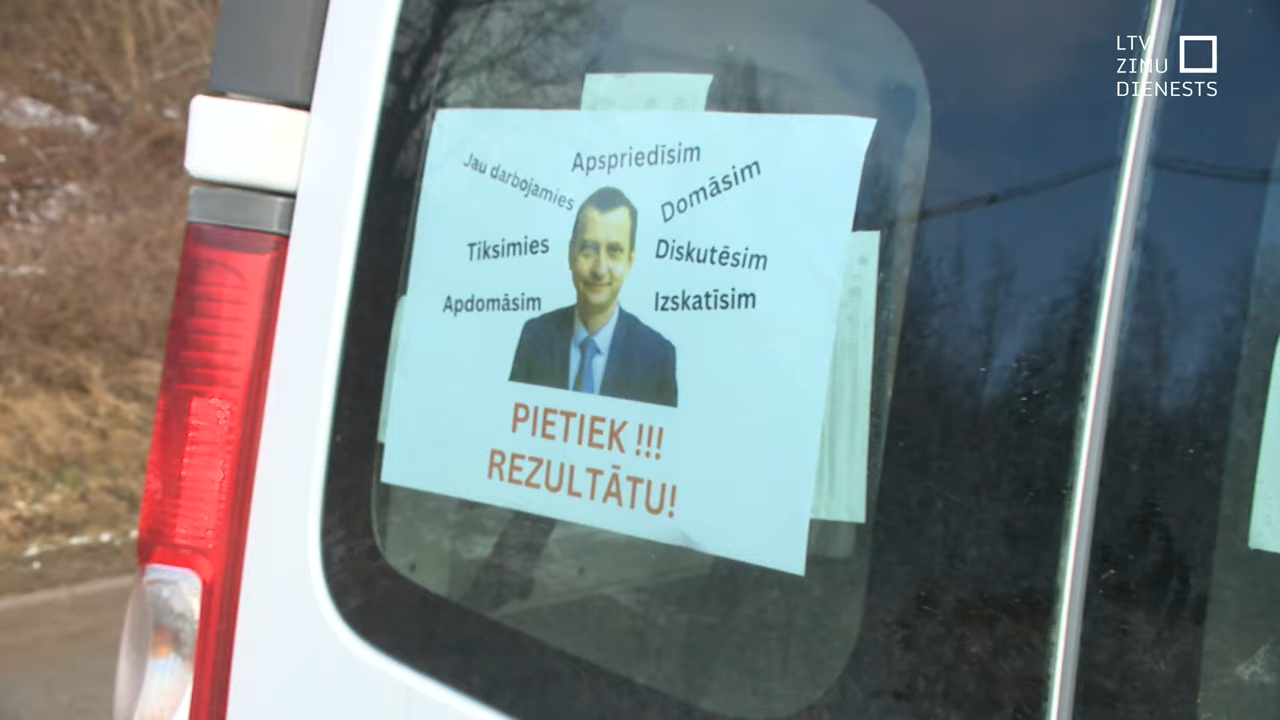 LTV
ZIŅU
DIENESTS
Apspriedīsim
Jau darbojamies
Domāsim
Tiksimies
Diskutēsim
Apdomāsim
Izskatīsim
PIETIEK !!!
REZULTĀTU!